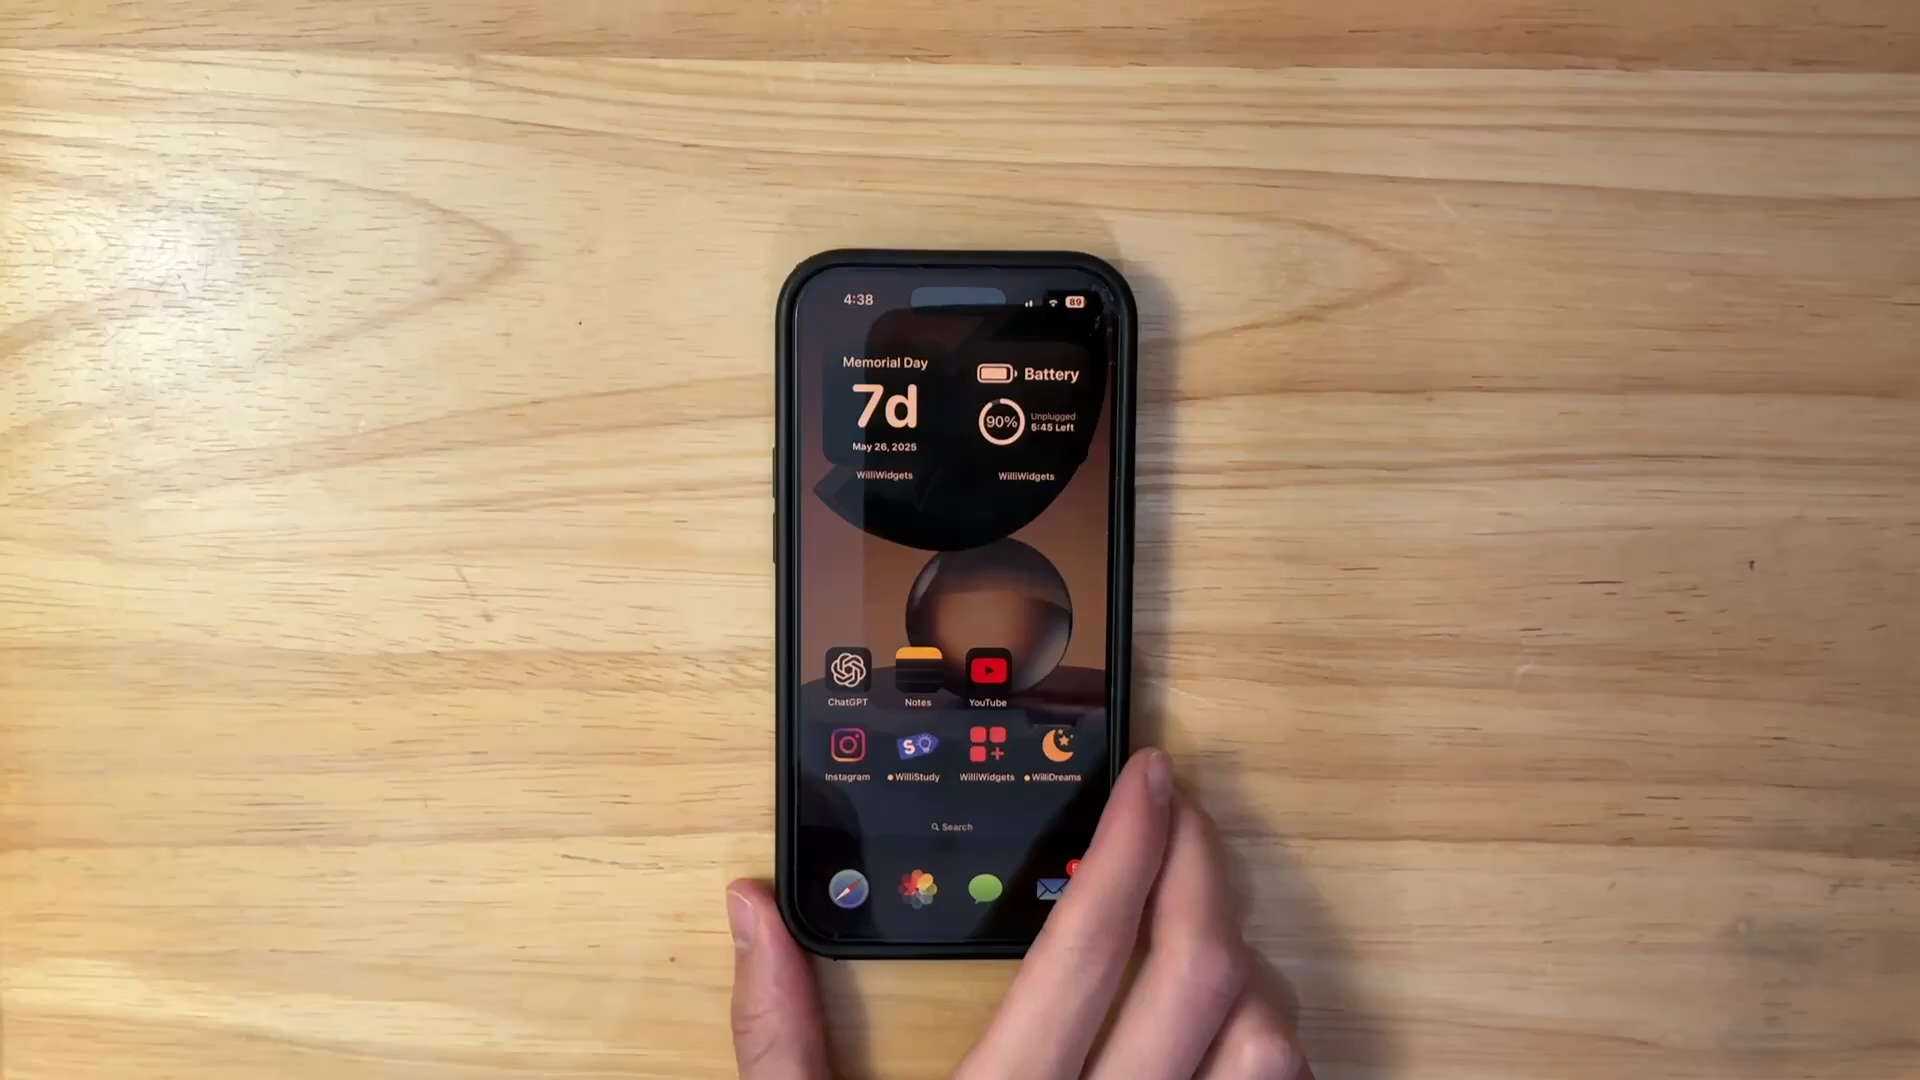 4:38
89
Memorial Day
7d
May 26, 2025
WilliWidgets
Battery
90%
Unplugged
5:45 Left
WilliWidgets
ChatGPT
Notes
YouTube
Instagram
S
WilliStudy
WilliWidgets
WilliDreams
Search